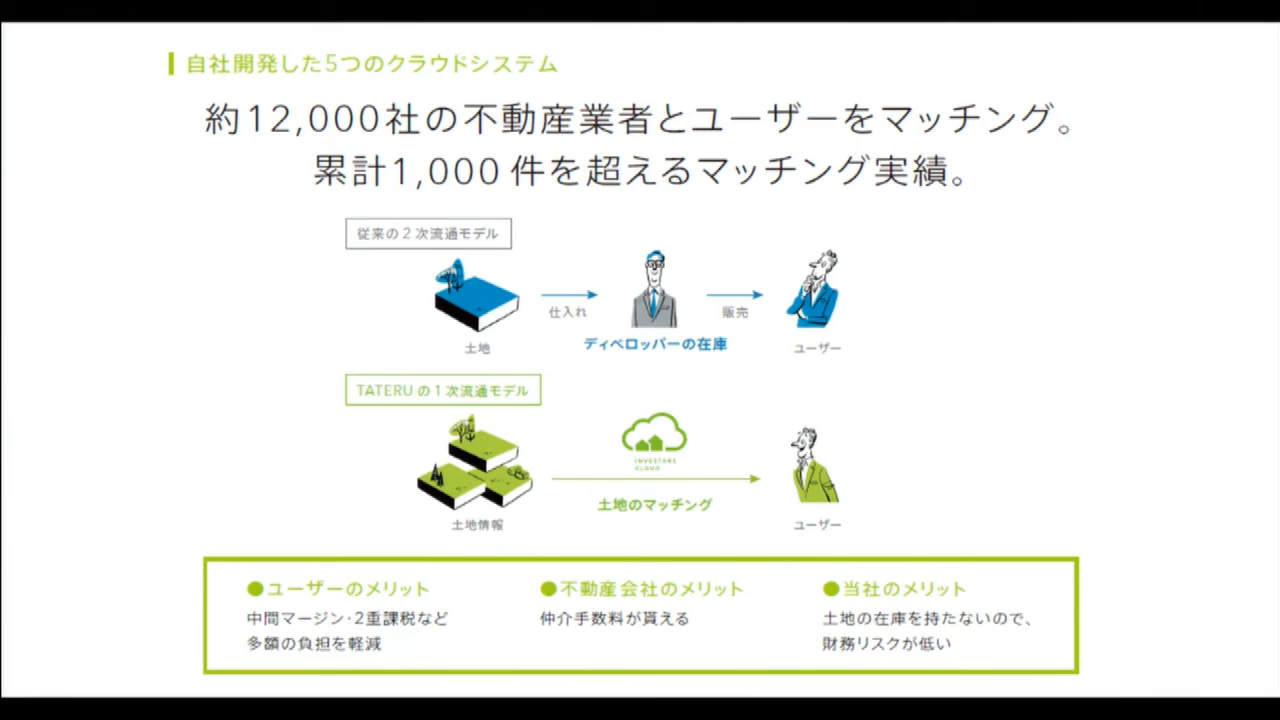 自社開発した5つのクラウドシステム
約12,000社の不動産業者とユーザーをマッチング。
累計1,000件を超えるマッチング実績。
従来の2次流通モデル
仕入れ
販売
土地
ディベロッパーの在庫
ユーザー
TATERUの1次流通モデル
INVESTORS
CLOUD
土地のマッチング
土地情報
ユーザー
●ユーザーのメリット
中間マージン・2重課税など
多額の負担を軽減
●不動産会社のメリット
仲介手数料が貰える
●当社のメリット
土地の在庫を持たないので、
財務リスクが低い